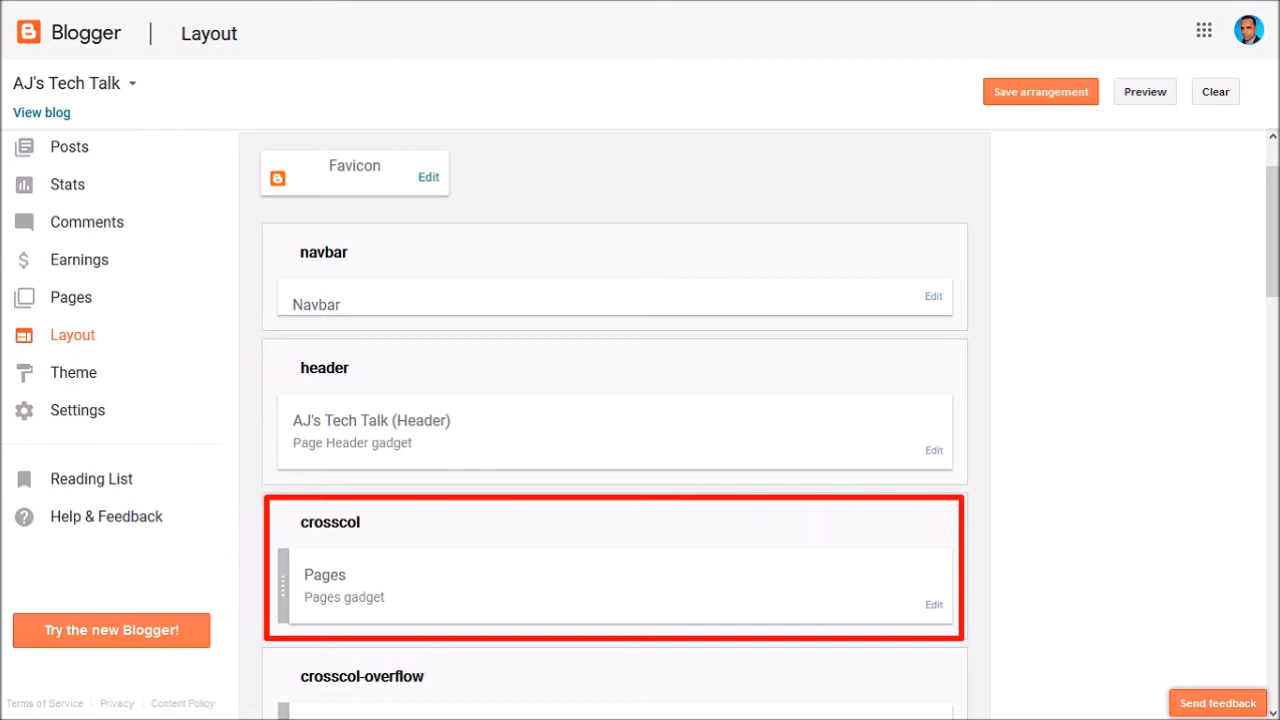 Blogger | Layout
AJ's Tech Talk
View blog
Save arrangement
Preview
Clear
Posts
Stats
Comments
Earnings
Pages
Layout
Theme
Settings
Reading List
Help & Feedback
Try the new Blogger!
Terms of Service | Privacy | Content Policy
Favicon
Edit
navbar
Navbar
Edit
header
AJ's Tech Talk (Header)
Page Header gadget
Edit
crosscol
Pages
Pages gadget
Edit
crosscol-overflow
Send feedback